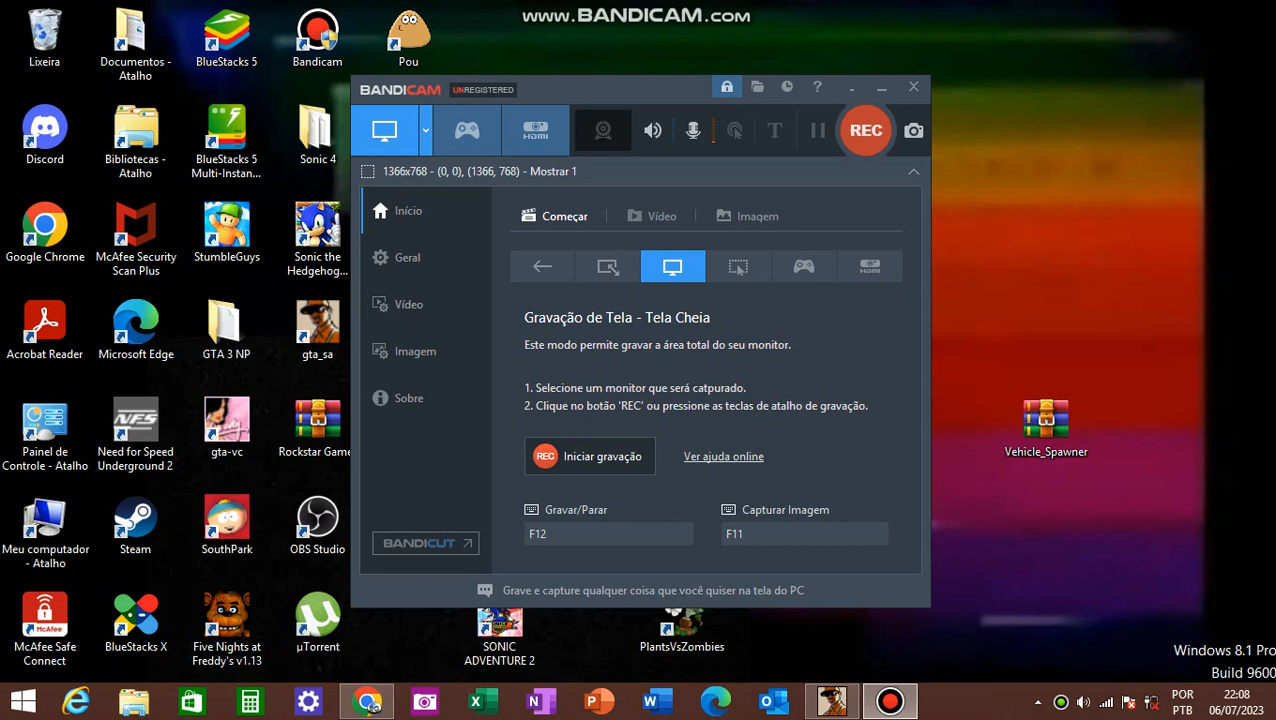 www.BANDICAM.com
Lixeira
Documentos -
Atalho
BlueStacks 5
Bandicam
Pou
BANDICAM UNREGISTERED
REC
1366x768 - (0, 0), (1366, 768) - Mostrar 1
Início
Geral
Vídeo
Imagem
Sobre
BANDICUT
Começar
Vídeo
Imagem
HDMI
HDMI
Gravação de Tela - Tela Cheia
Este modo permite gravar a área total do seu monitor.
1. Selecione um monitor que será catpurado.
2. Clique no botão 'REC' ou pressione as teclas de atalho de gravação.
REC Iniciar gravação
Ver ajuda online
Gravar/Parar
F12
Capturar Imagem
F11
Grave e capture qualquer coisa que você quiser na tela do PC
Discord
Bibliotecas -
Atalho
BlueStacks 5
Multi-Instan...
Sonic 4
Google Chrome
McAfee Security
Scan Plus
StumbleGuys
Sonic the
Hedgehog...
Acrobat Reader
Microsoft Edge
GTA 3 NP
gta_sa
Painel de
Controle - Atalho
NFS
Need for Speed
Underground 2
gta-vc
Rockstar Game
Vehicle_Spawner
Meu computador
- Atalho
Steam
SouthPark
OBS Studio
McAfee
McAfee Safe
Connect
BlueStacks X
Five Nights at
Freddy's v1.13
µTorrent
SONIC
ADVENTURE 2
PlantsVsZombies
Windows 8.1 Pro
Build 9600
POR
PTB
22:08
06/07/2023